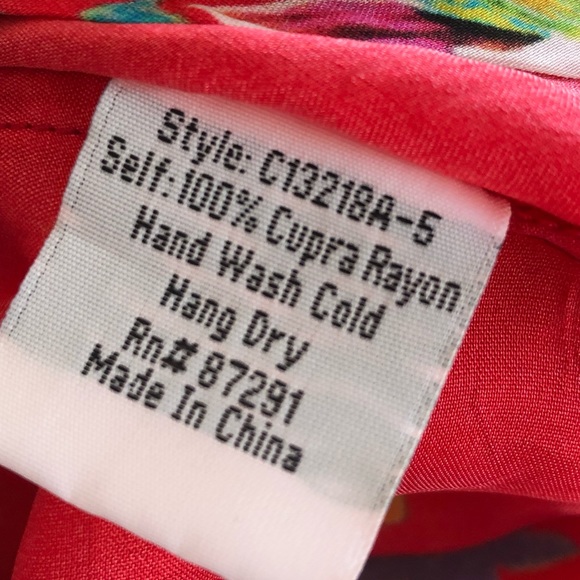 Style: C13218A-5
Self:100% Cupra Rayon
Hand Wash Cold
Hang Dry
Rn# 87291
Made In China